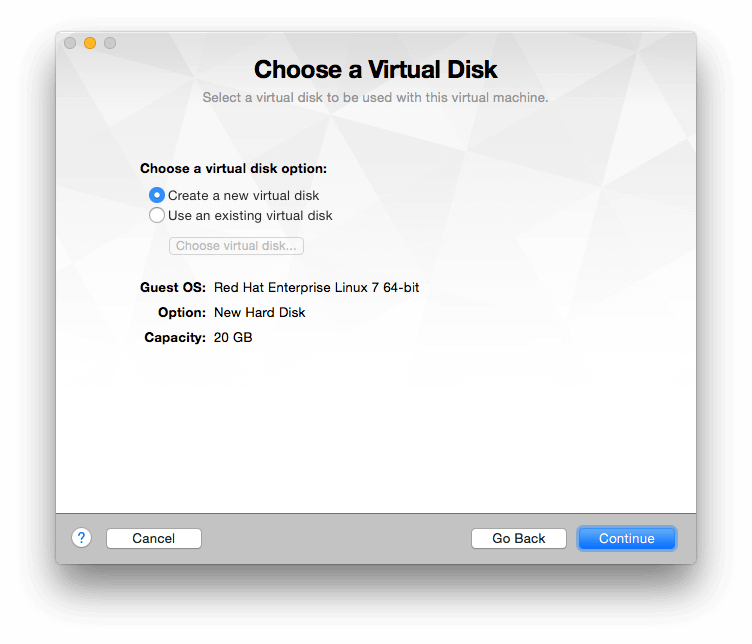 Choose a Virtual Disk
Select a virtual disk to be used with this virtual machine.
Choose a virtual disk option:
Create a new virtual disk
Use an existing virtual disk
Choose virtual disk...
Guest OS: Red Hat Enterprise Linux 7 64-bit
Option: New Hard Disk
Capacity: 20 GB
? Cancel Go Back Continue